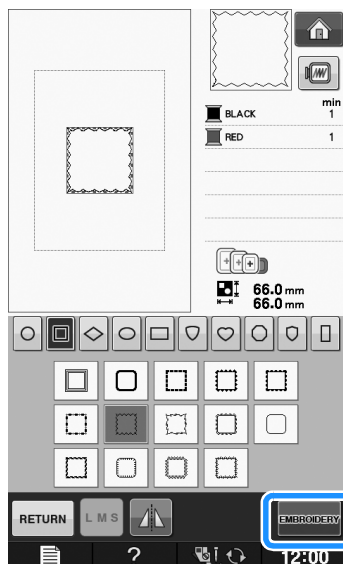 min
BLACK 1
RED 1
66.0 mm
66.0 mm
RETURN L M S EMBROIDERY
? 12:00